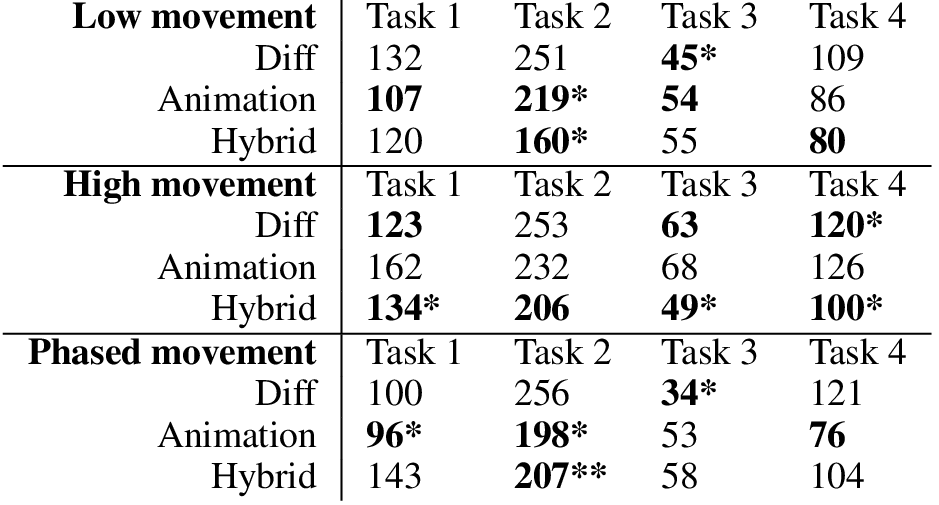 Low movement Task 1 Task 2 Task 3 Task 4
Diff 132 251 45* 109
Animation 107 219* 54 86
Hybrid 120 160* 55 80
High movement Task 1 Task 2 Task 3 Task 4
Diff 123 253 63 120*
Animation 162 232 68 126
Hybrid 134* 206 49* 100*
Phased movement Task 1 Task 2 Task 3 Task 4
Diff 100 256 34* 121
Animation 96* 198* 53 76
Hybrid 143 207** 58 104